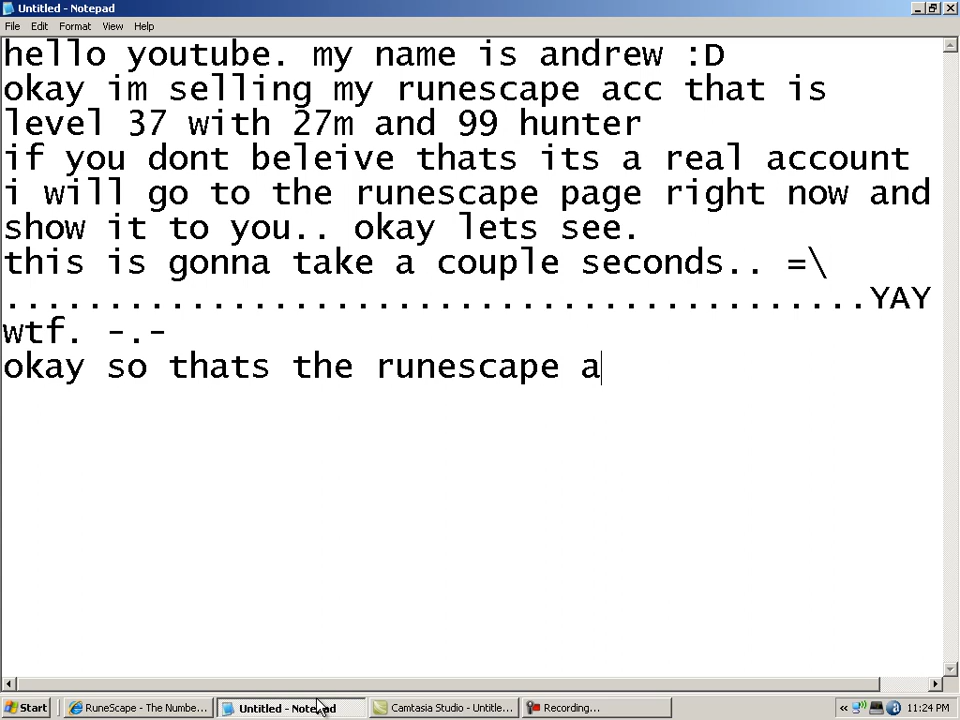 Untitled - Notepad
File Edit Format View Help
hello youtube. my name is andrew :D
okay im selling my runescape acc that is
level 37 with 27m and 99 hunter
if you dont beleive thats its a real account
i will go to the runescape page right now and
show it to you.. okay lets see.
this is gonna take a couple seconds.. =\
..........................................YAY
wtf. -.-
okay so thats the runescape a
Start RuneScape - The Numbe... Untitled - Notepad Camtasia Studio - Untitle... Recording... « 11:24 PM